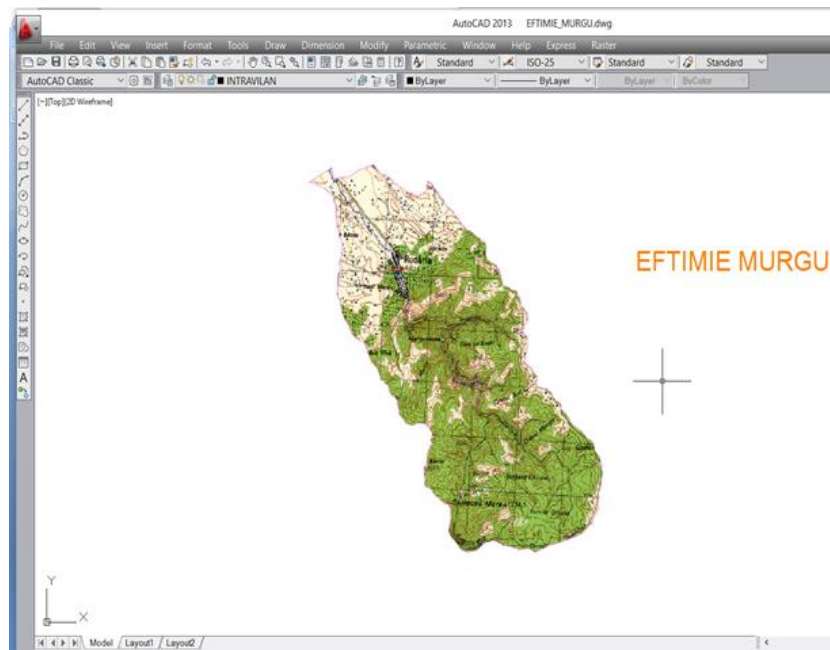 AutoCAD 2013 EFTIMIE_MURGU.dwg
File Edit View Insert Format Tools Draw Dimension Modify Parametric Window Help Express Raster
Standard ISO-25 Standard Standard
AutoCAD Classic INTRAVILAN ByLayer ByLayer ByLayer ByColor
[−][Top][2D Wireframe]
EFTIMIE MURGU
A
Y
X
Model Layout1 Layout2